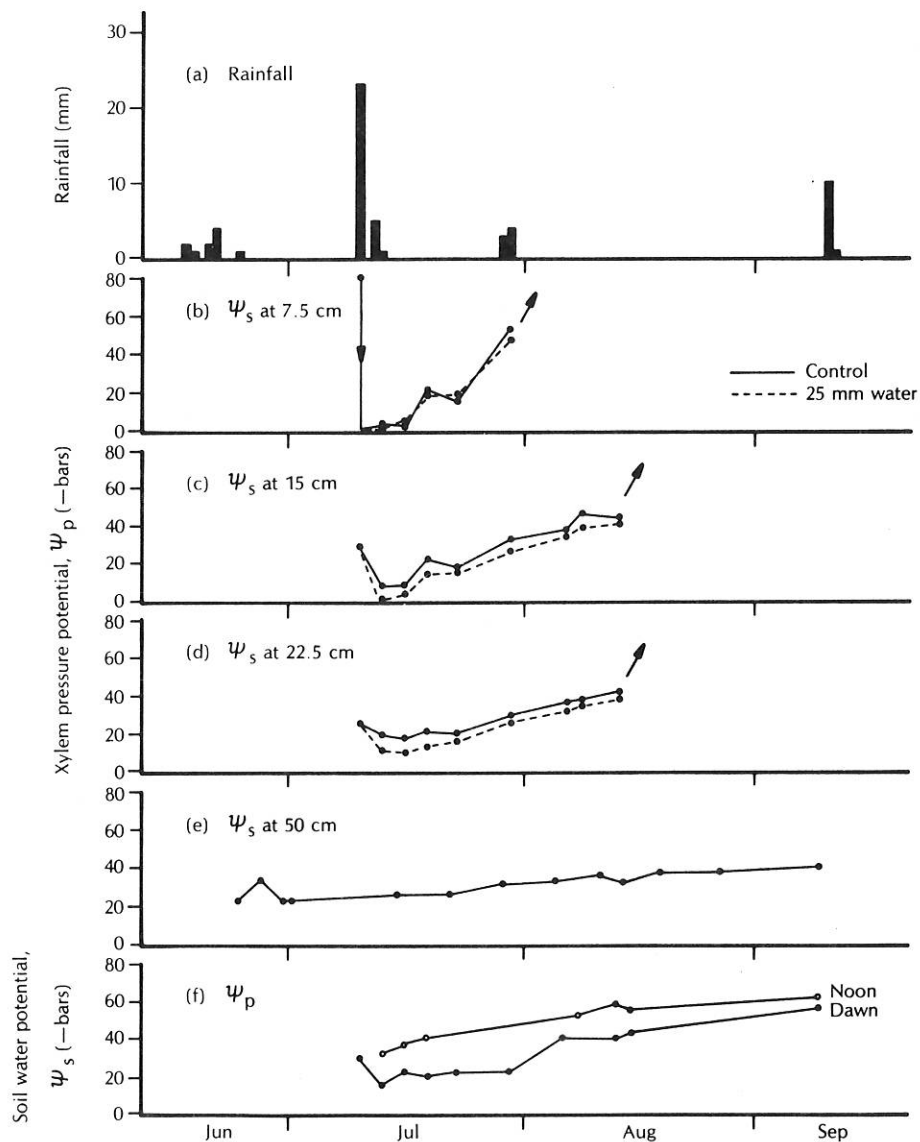 30
20
10
0
Rainfall (mm)
(a) Rainfall
80
60
40
20
0
(b) Ψs at 7.5 cm
Control
25 mm water
80
60
40
20
0
(c) Ψs at 15 cm
Xylem pressure potential, Ψp (—bars)
80
60
40
20
0
(d) Ψs at 22.5 cm
80
60
40
20
0
(e) Ψs at 50 cm
80
60
40
20
0
(f) Ψp
Noon
Dawn
Soil water potential,
Ψs (—bars)
Jun Jul Aug Sep